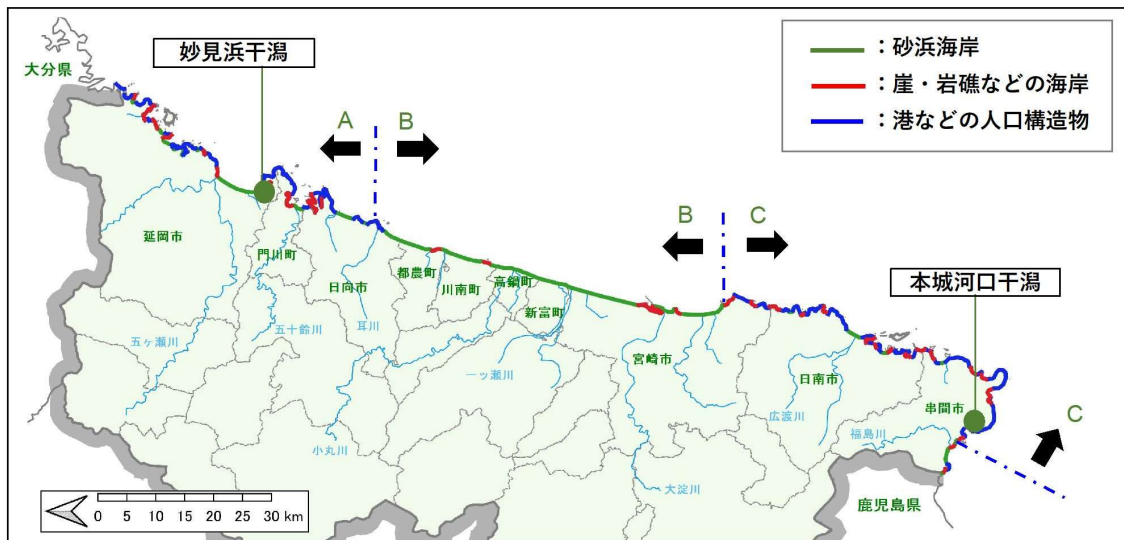 妙見浜干潟
大分県
：砂浜海岸
：崖・岩礁などの海岸
：港などの人口構造物
A
B
B
C
延岡市
門川町
日向市
都農町
川南町
高鍋町
新富町
本城河口干潟
五ヶ瀬川
五十鈴川
耳川
一ッ瀬川
宮崎市
日南市
串間市
C
小丸川
広渡川
福島川
大淀川
鹿児島県
0 5 10 15 20 25 30 km